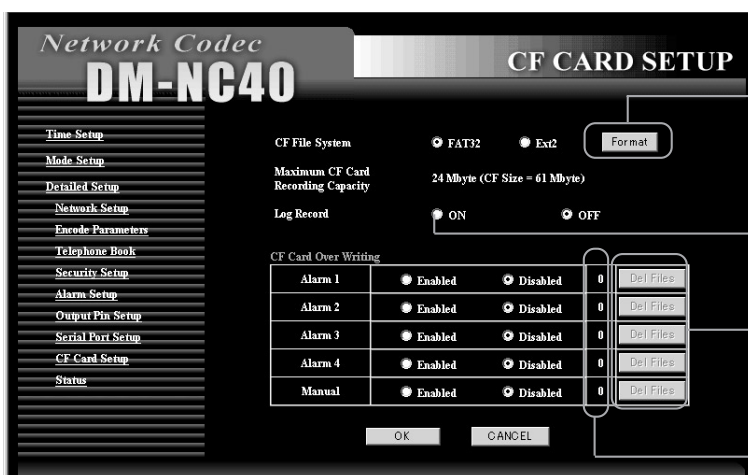 Network Codec
DM-NC40
CF CARD SETUP
Time Setup
Mode Setup
Detailed Setup
Network Setup
Encode Parameters
Telephone Book
Security Setup
Alarm Setup
Output Pin Setup
Serial Port Setup
CF Card Setup
Status
CF File System FAT32 Ext2 Format
Maximum CF Card
Recording Capacity 24 Mbyte (CF Size = 61 Mbyte)
Log Record ON OFF
CF Card Over Writing
Alarm 1 Enabled Disabled 0 Del Files
Alarm 2 Enabled Disabled 0 Del Files
Alarm 3 Enabled Disabled 0 Del Files
Alarm 4 Enabled Disabled 0 Del Files
Manual Enabled Disabled 0 Del Files
OK CANCEL